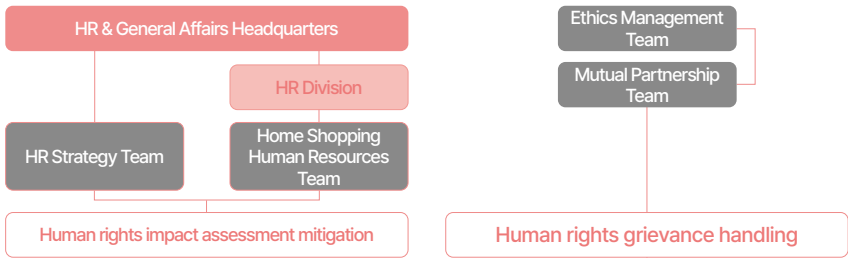 HR & General Affairs Headquarters
HR Division
HR Strategy Team
Home Shopping
Human Resources
Team
Human rights impact assessment mitigation
Ethics Management
Team
Mutual Partnership
Team
Human rights grievance handling